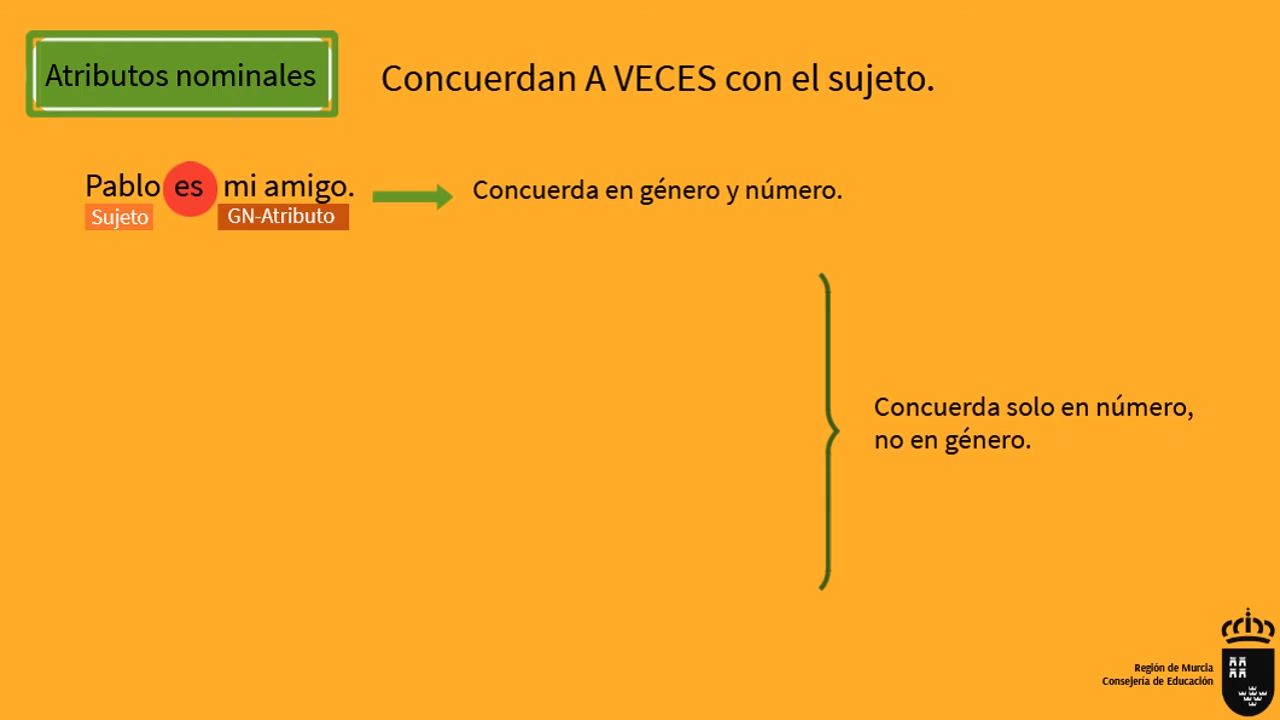 Atributos nominales
Concuerdan A VECES con el sujeto.
Pablo es mi amigo.
Concuerda en género y número.
Sujeto
GN-Atributo
Concuerda solo en número,
no en género.
Región de Murcia
Consejería de Educación